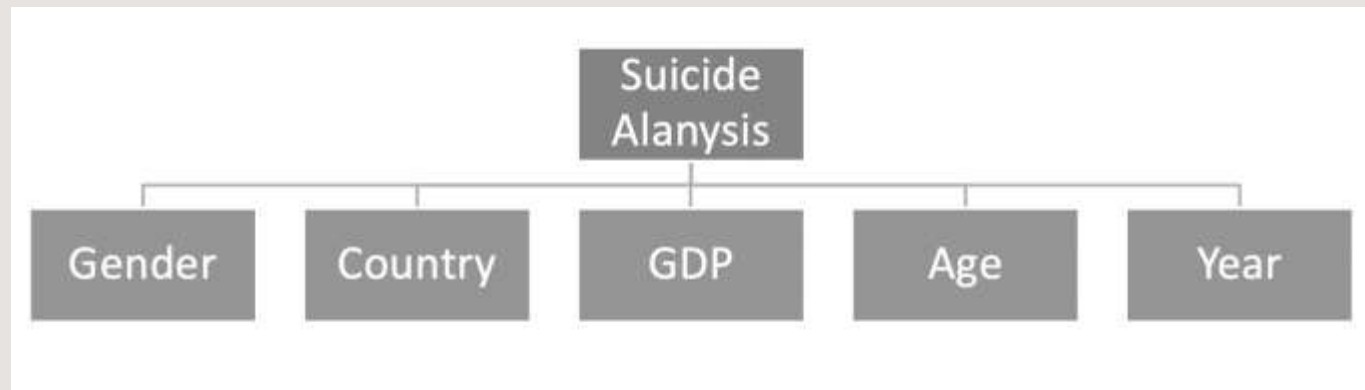 Suicide
Alanysis
Gender
Country
GDP
Age
Year